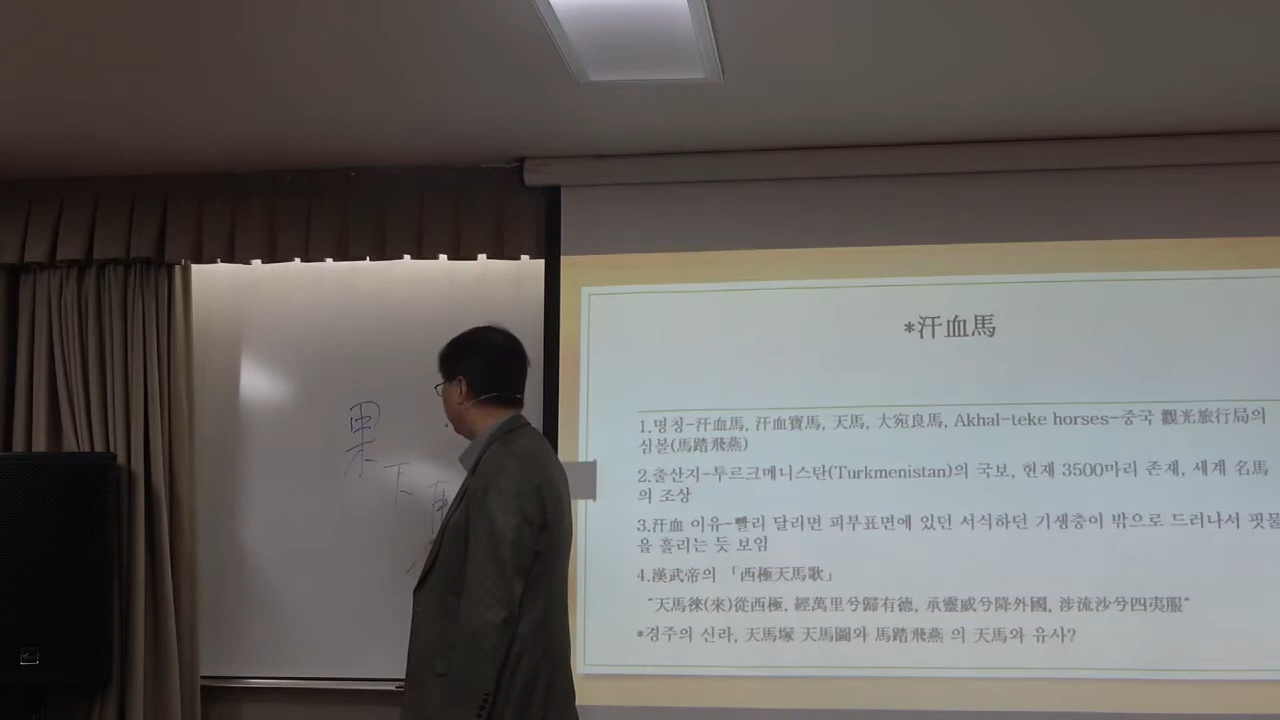 果
下
*汗血馬
1.명칭-汗血馬, 汗血寶馬, 天馬, 大宛良馬, Akhal-teke horses-중국 觀光旅行局의
심볼(馬踏飛燕)
2.출산지-투르크메니스탄(Turkmenistan)의 국보, 현재 3500마리 존재, 세계 名馬
의 조상
3.汗血 이유-빨리 달리면 피부표면에 있던 서식하던 기생충이 밖으로 드러나서 핏물
을 흘리는 듯 보임
4.漢武帝의 「西極天馬歌」
"天馬徠(來)從西極, 經萬里兮歸有德, 承靈威兮降外國, 涉流沙兮四夷服"
*경주의 신라, 天馬塚 天馬圖와 馬踏飛燕 의 天馬와 유사?